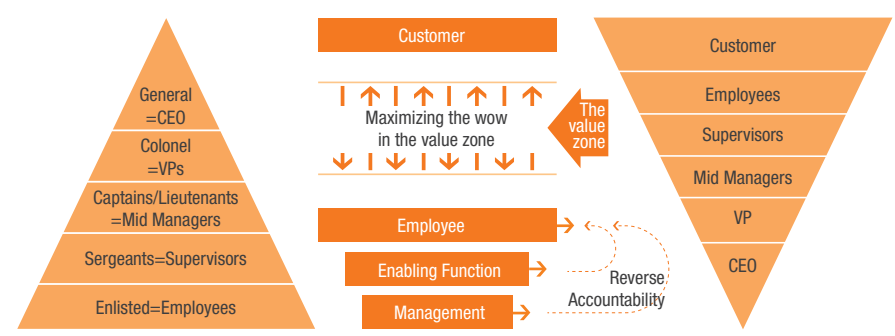 General
=CEO
Colonel
=VPs
Captains/Lieutenants
=Mid Managers
Sergeants=Supervisors
Enlisted=Employees
Customer
Maximizing the wow
in the value zone
The
value
zone
Employee
Enabling Function
Management
Reverse
Accountability
Customer
Employees
Supervisors
Mid Managers
VP
CEO